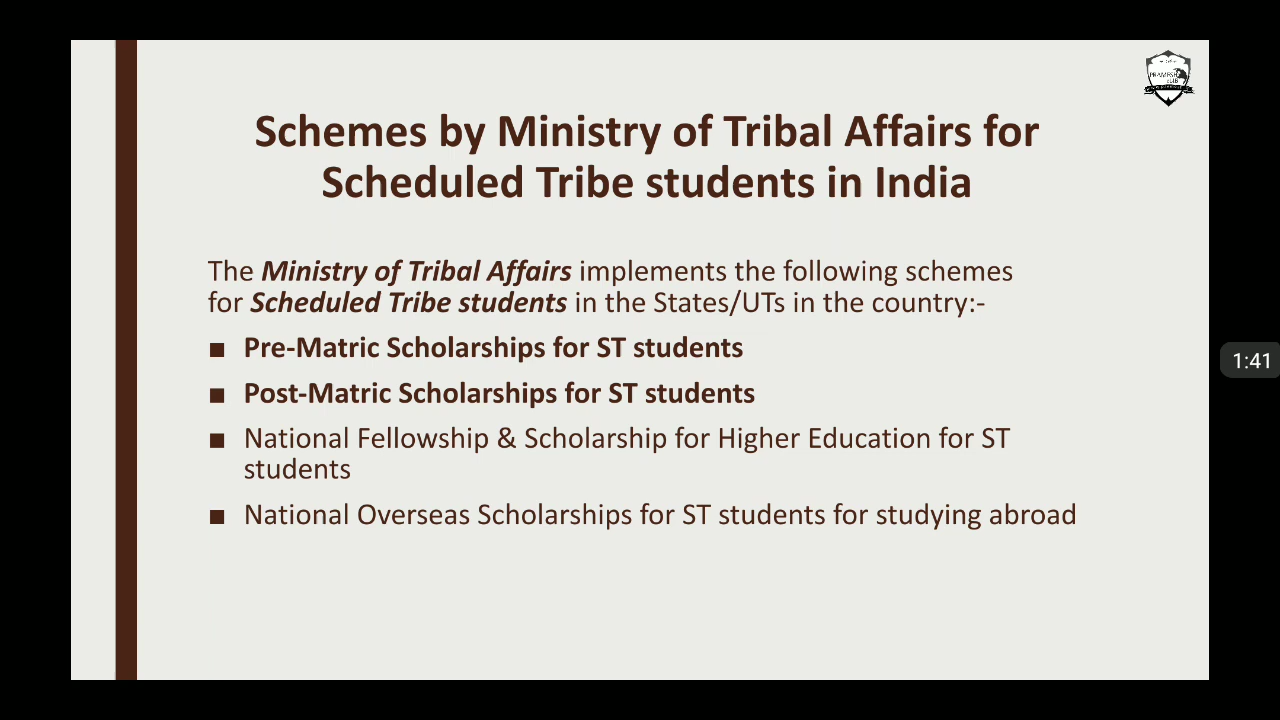 Schemes by Ministry of Tribal Affairs for
Scheduled Tribe students in India
The Ministry of Tribal Affairs implements the following schemes
for Scheduled Tribe students in the States/UTs in the country:-
■ Pre-Matric Scholarships for ST students
■ Post-Matric Scholarships for ST students
■ National Fellowship & Scholarship for Higher Education for ST
students
■ National Overseas Scholarships for ST students for studying abroad
1:41